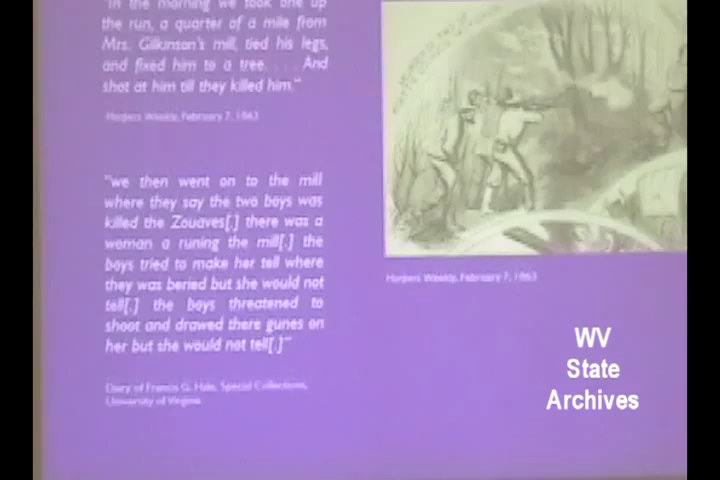 "In the morning we took one up
the run, a quarter of a mile from
Mrs. Gilkinson's mill, tied his legs,
and fixed him to a tree. . . . And
shot at him till they killed him."
Harpers Weekly, February 7, 1863
"we then went on to the mill
where they say the two boys was
killed the Zouaves[.] there was a
woman a runing the mill[.] the
boys tried to make her tell where
they was beried but she would not
tell[.] the boys threatened to
shoot and drawed there gunes on
her but she would not tell[.]"
Diary of Francis G. Hale, Special Collections,
University of Virginia
Harpers Weekly, February 7, 1863
WV
State
Archives